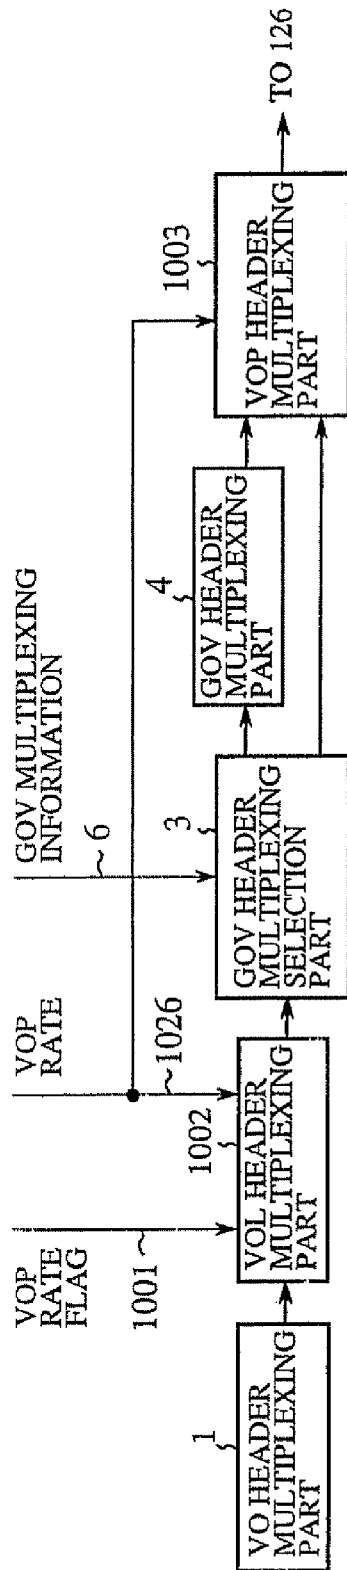 VOP
RATE
FLAG
1001
VOP
RATE
1026
GOV MULTIPLEXING
INFORMATION
6
1
VO HEADER
MULTIPLEXING
PART
1002
VOL HEADER
MULTIPLEXING
PART
3
GOV HEADER
MULTIPLEXING
SELECTION
PART
4
GOV HEADER
MULTIPLEXING
PART
1003
VOP HEADER
MULTIPLEXING
PART
TO 126